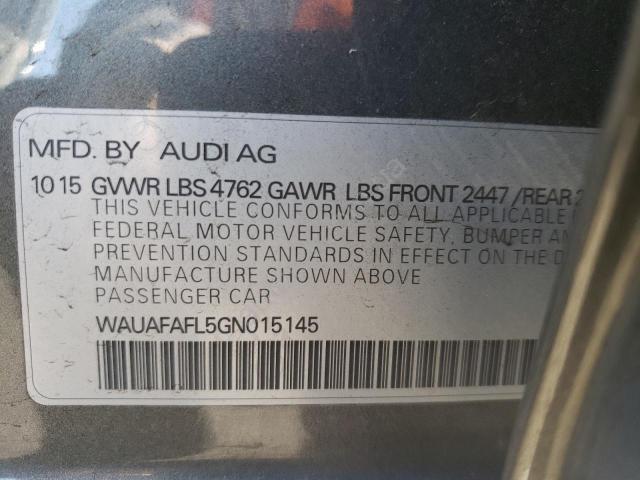 MFD. BY AUDI AG
10 15 GVWR LBS 4762 GAWR LBS FRONT 2447 /REAR
THIS VEHICLE CONFORMS TO ALL APPLICABLE
FEDERAL MOTOR VEHICLE SAFETY, BUMPER
PREVENTION STANDARDS IN EFFECT ON THE
MANUFACTURE SHOWN ABOVE
PASSENGER CAR
WAUAFAFL5GN015145